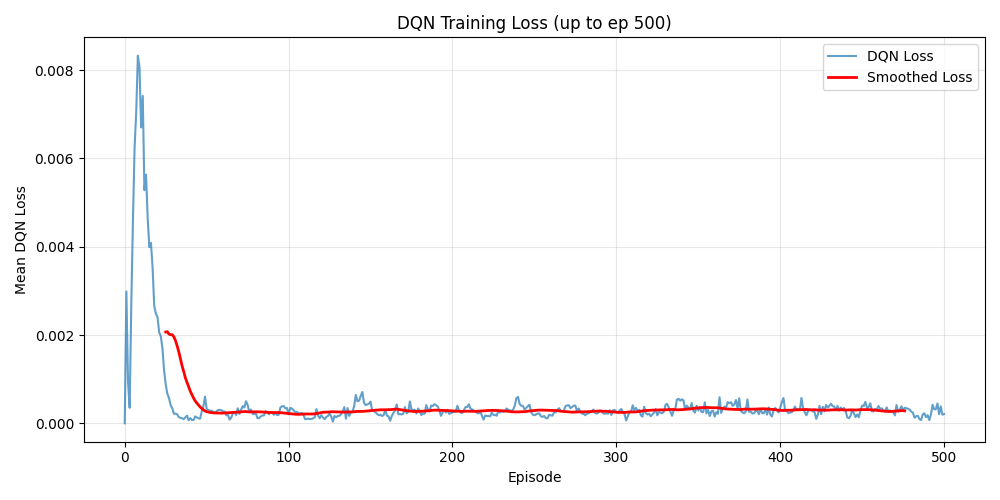 DQN Training Loss (up to ep 500)
DQN Loss
Smoothed Loss
Mean DQN Loss
0.008
0.006
0.004
0.002
0.000
0 100 200 300 400 500
Episode